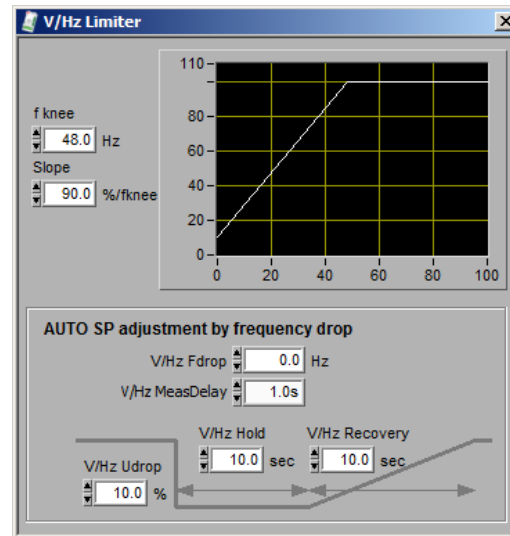 V/Hz Limiter
f knee
48.0 Hz
Slope
90.0 %/fknee
110
80
60
40
20
0
0 20 40 60 80 100
AUTO SP adjustment by frequency drop
V/Hz Fdrop 0.0 Hz
V/Hz MeasDelay 1.0s
V/Hz Hold V/Hz Recovery
10.0 sec 10.0 sec
V/Hz Udrop
10.0 %